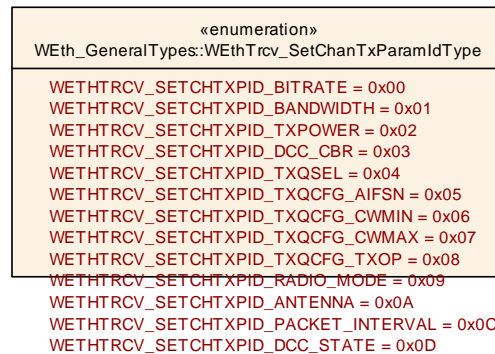 «enumeration»
WEth_GeneralTypes::WEthTrcv_SetChanTxParamIdType
WETHTRCV_SETCHTXPID_BITRATE = 0x00
WETHTRCV_SETCHTXPID_BANDWIDTH = 0x01
WETHTRCV_SETCHTXPID_TXPOWER = 0x02
WETHTRCV_SETCHTXPID_DCC_CBR = 0x03
WETHTRCV_SETCHTXPID_TXQSEL = 0x04
WETHTRCV_SETCHTXPID_TXQCFG_AIFSN = 0x05
WETHTRCV_SETCHTXPID_TXQCFG_CWMIN = 0x06
WETHTRCV_SETCHTXPID_TXQCFG_CWMAX = 0x07
WETHTRCV_SETCHTXPID_TXQCFG_TXOP = 0x08
WETHTRCV_SETCHTXPID_RADIO_MODE = 0x09
WETHTRCV_SETCHTXPID_ANTENNA = 0x0A
WETHTRCV_SETCHTXPID_PACKET_INTERVAL = 0x0C
WETHTRCV_SETCHTXPID_DCC_STATE = 0x0D